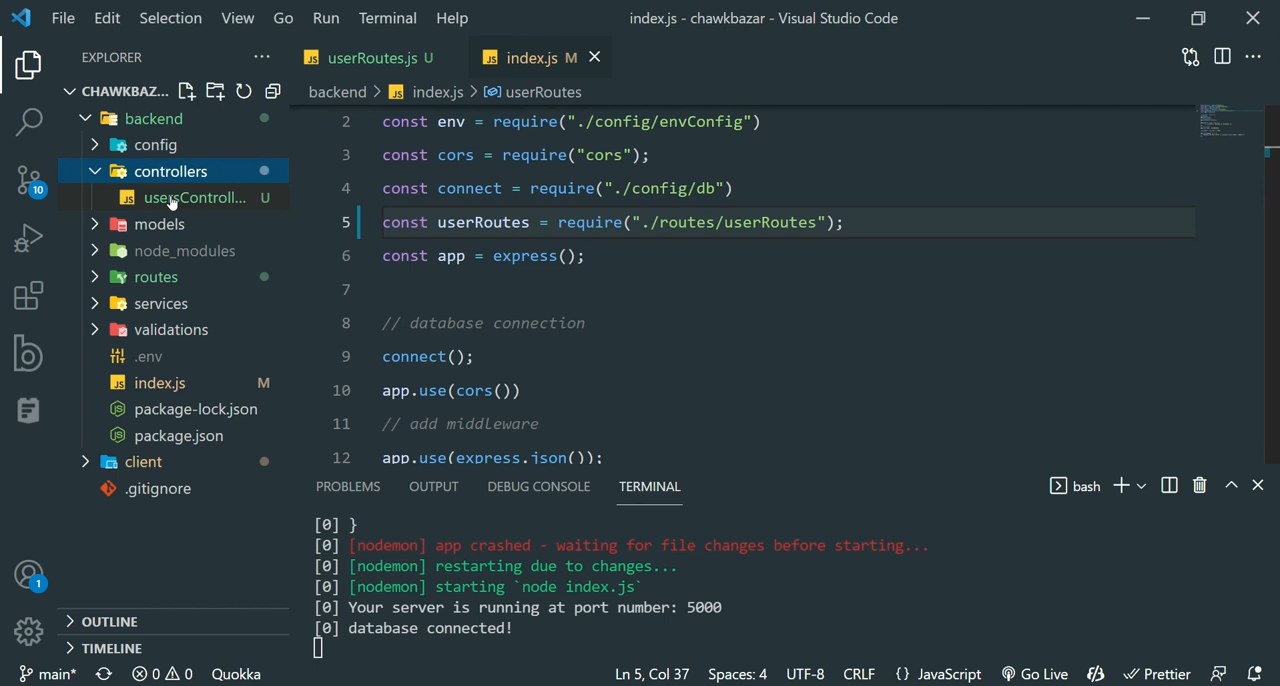 File Edit Selection View Go Run Terminal Help index.js - chawkbazar - Visual Studio Code
EXPLORER ···
JS userRoutes.js U JS index.js M
CHAWKBAZ...
backend > JS index.js > userRoutes
backend
config
controllers
JS usersControll... U
models
node_modules
routes
services
validations
.env
JS index.js M
package-lock.json
package.json
client
.gitignore
OUTLINE
TIMELINE
10
1
2 const env = require("./config/envConfig")
3 const cors = require("cors");
4 const connect = require("./config/db")
5 const userRoutes = require("./routes/userRoutes");
6 const app = express();
7
8 // database connection
9 connect();
10 app.use(cors())
11 // add middleware
12 app.use(express.json());
PROBLEMS OUTPUT DEBUG CONSOLE TERMINAL bash
[0] }
[0] [nodemon] app crashed - waiting for file changes before starting...
[0] [nodemon] restarting due to changes...
[0] [nodemon] starting `node index.js`
[0] Your server is running at port number: 5000
[0] database connected!
main* 0 0 Quokka Ln 5, Col 37 Spaces: 4 UTF-8 CRLF {} JavaScript Go Live Prettier